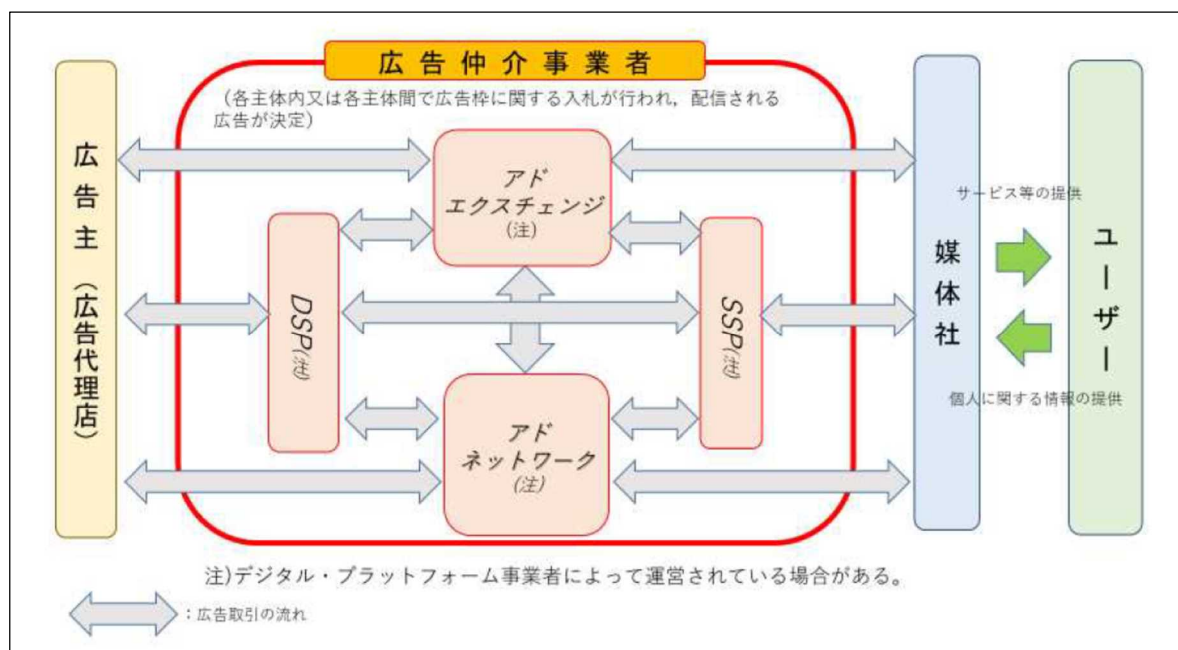 広告仲介事業者
（各主体内又は各主体間で広告枠に関する入札が行われ，配信される
広告が決定）
広告主（広告代理店）
アド
エクスチェンジ
(注)
DSP(注)
SSP(注)
アド
ネットワーク
(注)
媒体社
サービス等の提供
個人に関する情報の提供
ユーザー
注)デジタル・プラットフォーム事業者によって運営されている場合がある。
：広告取引の流れ